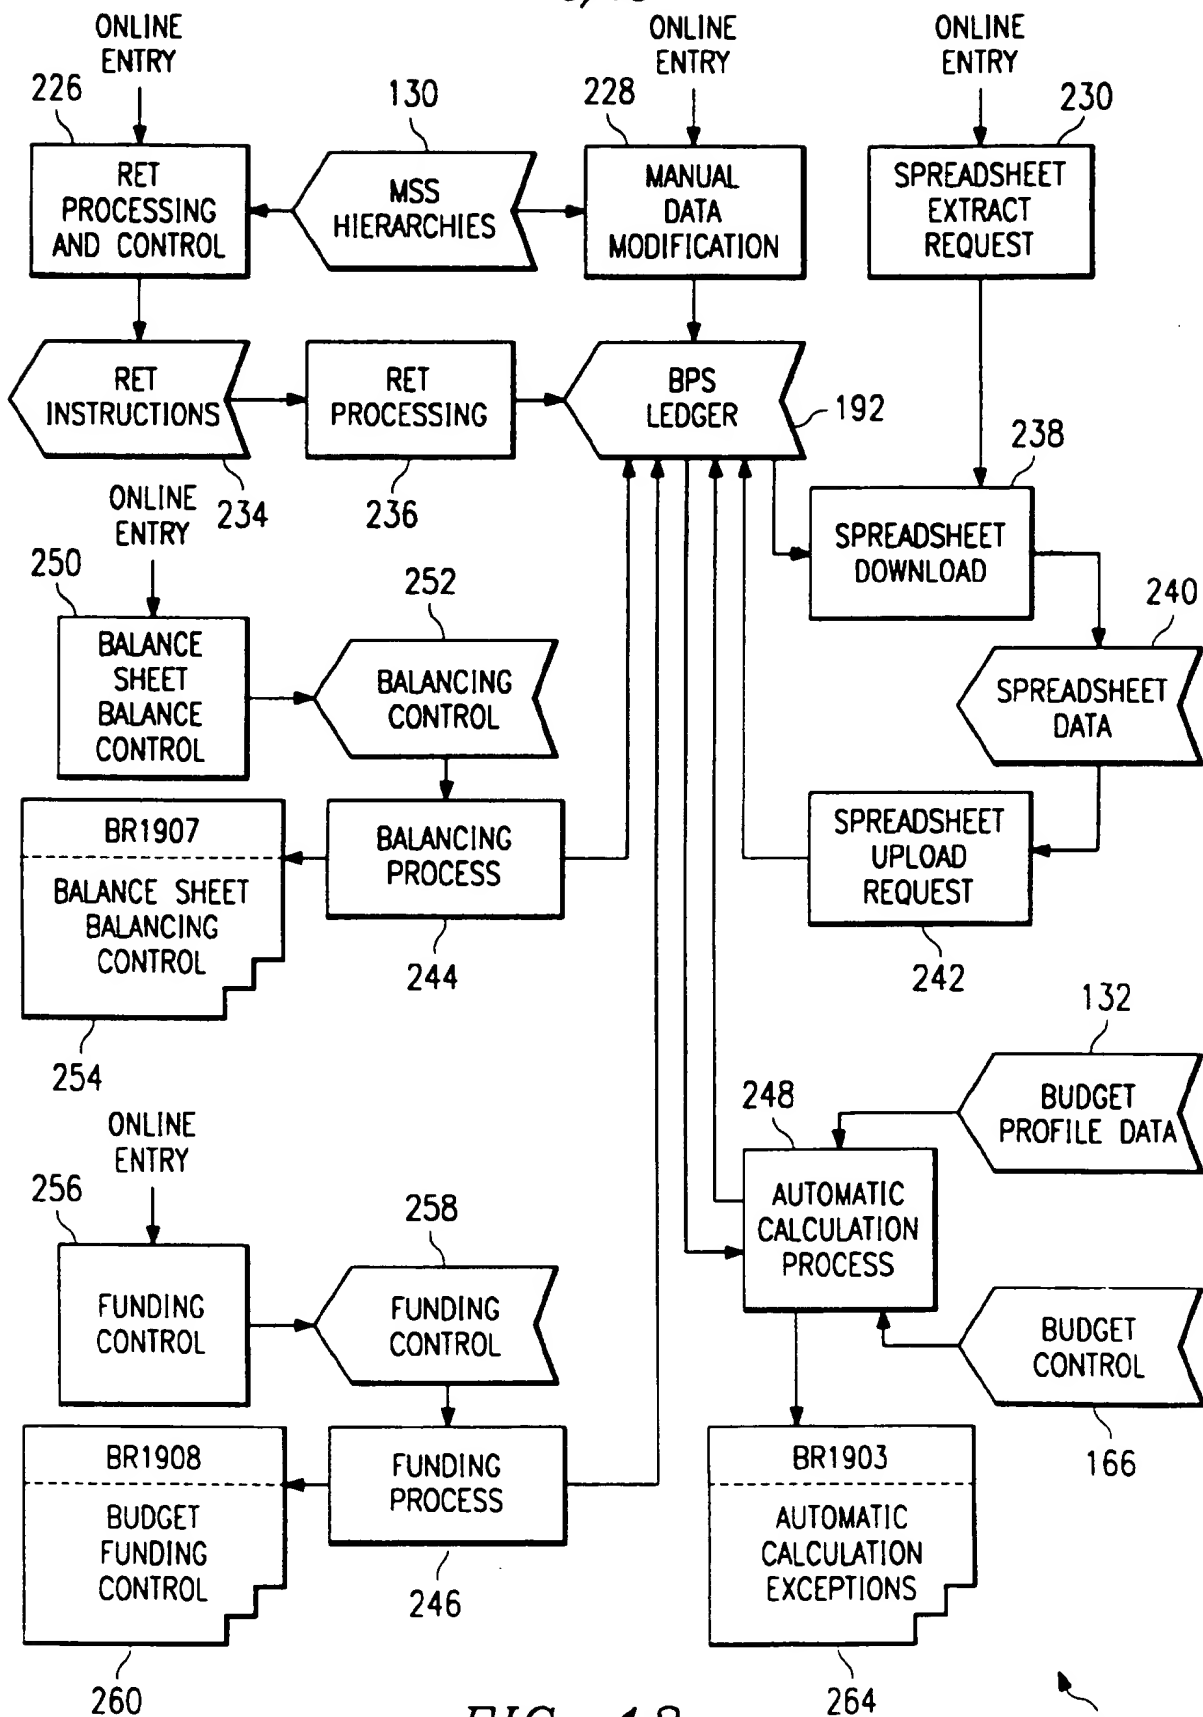 ONLINE
ENTRY
ONLINE
ENTRY
ONLINE
ENTRY
226
130
228
230
RET
PROCESSING
AND CONTROL
MSS
HIERARCHIES
MANUAL
DATA
MODIFICATION
SPREADSHEET
EXTRACT
REQUEST
RET
INSTRUCTIONS
RET
PROCESSING
BPS
LEDGER
192
234
236
238
ONLINE
ENTRY
SPREADSHEET
DOWNLOAD
250
252
240
BALANCE
SHEET
BALANCE
CONTROL
BALANCING
CONTROL
SPREADSHEET
DATA
BR1907
BALANCE SHEET
BALANCING
CONTROL
BALANCING
PROCESS
SPREADSHEET
UPLOAD
REQUEST
244
242
254
132
BUDGET
PROFILE DATA
248
ONLINE
ENTRY
256
258
AUTOMATIC
CALCULATION
PROCESS
FUNDING
CONTROL
FUNDING
CONTROL
BUDGET
CONTROL
166
BR1908
BUDGET
FUNDING
CONTROL
FUNDING
PROCESS
BR1903
AUTOMATIC
CALCULATION
EXCEPTIONS
246
260
264